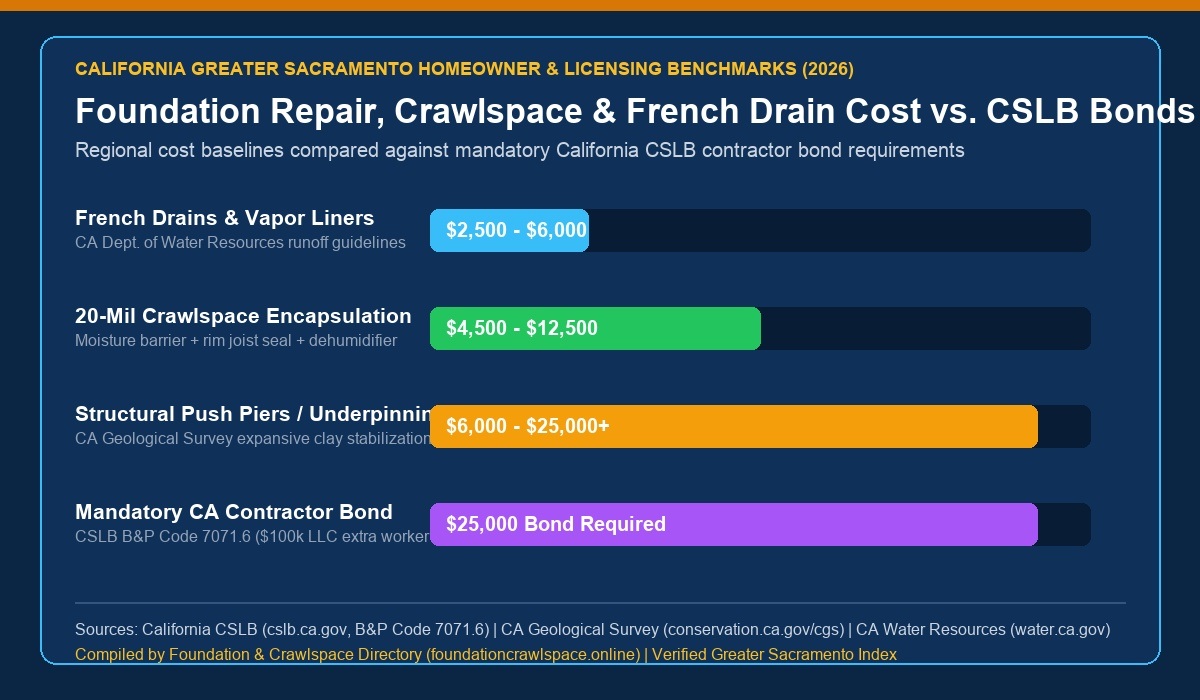 CALIFORNIA GREATER SACRAMENTO HOMEOWNER & LICENSING BENCHMARKS (2026)
Foundation Repair, Crawlspace & French Drain Cost vs. CSLB Bonds
Regional cost baselines compared against mandatory California CSLB contractor bond requirements
French Drains & Vapor Liners
CA Dept. of Water Resources runoff guidelines
$2,500 - $6,000
20-Mil Crawlspace Encapsulation
Moisture barrier + rim joist seal + dehumidifier
$4,500 - $12,500
Structural Push Piers / Underpinnin
CA Geological Survey expansive clay stabilization
$6,000 - $25,000+
Mandatory CA Contractor Bond
CSLB B&P Code 7071.6 ($100k LLC extra worker
$25,000 Bond Required
Sources: California CSLB (cslb.ca.gov, B&P Code 7071.6) | CA Geological Survey (conservation.ca.gov/cgs) | CA Water Resources (water.ca.gov)
Compiled by Foundation & Crawlspace Directory (foundationcrawlspace.online) | Verified Greater Sacramento Index